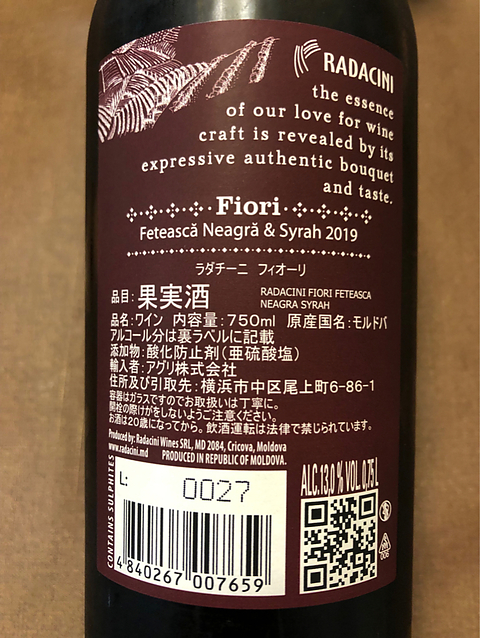 RADACINI
the essence
of our love for wine
craft is revealed by its
expressive authentic bouquet
and taste.
Fiori
Fetească Neagră & Syrah 2019
ラダチーニ フィオーリ
品目:果実酒
RADACINI FIORI FETEASCA
NEAGRA SYRAH
品名:ワイン 内容量:750ml 原産国名:モルドバ
アルコール分は裏ラベルに記載
添加物:酸化防止剤(亜硫酸塩)
輸入者:アグリ株式会社
住所及び引取先:横浜市中区尾上町6-86-1
容器はガラスですのでお取扱いは丁寧に。
開栓の際けがをしないようご注意ください。
お酒は20歳になってから。飲酒運転は法律で禁じられています。
Produced by: Radacini Wines SRL, MD 2084, Cricova, Moldova
www.radacini.md PRODUCED IN REPUBLIC OF MOLDOVA.
CONTAINS SULPHITES
L: 0027
ALC.13,0 % VOL. 0,75 L
4 840267 007659